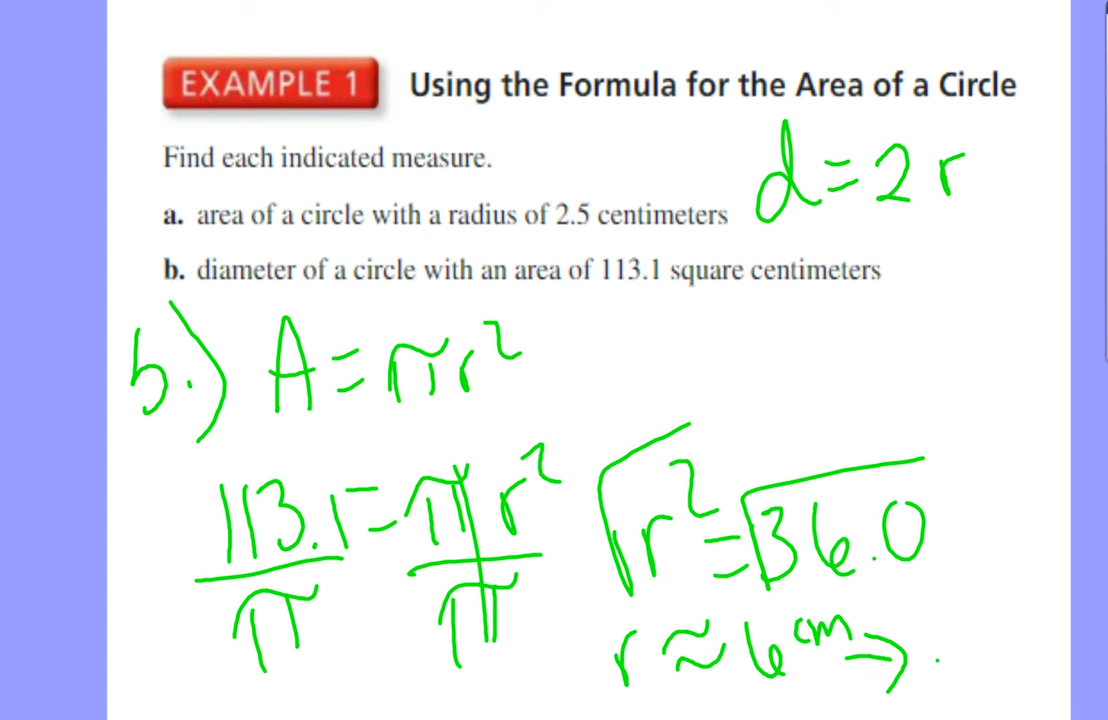 EXAMPLE 1 Using the Formula for the Area of a Circle
Find each indicated measure.
d = 2r
a. area of a circle with a radius of 2.5 centimeters
b. diameter of a circle with an area of 113.1 square centimeters
b.) A = πr²
113.1/π = πr²/π √r² = √36.0
r ≈ 6 cm →